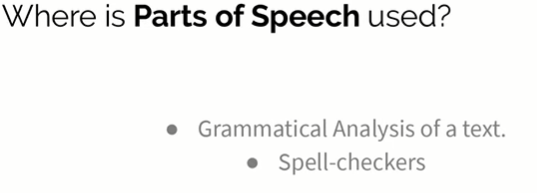 Where is Parts of Speech used?
● Grammatical Analysis of a text.
● Spell-checkers